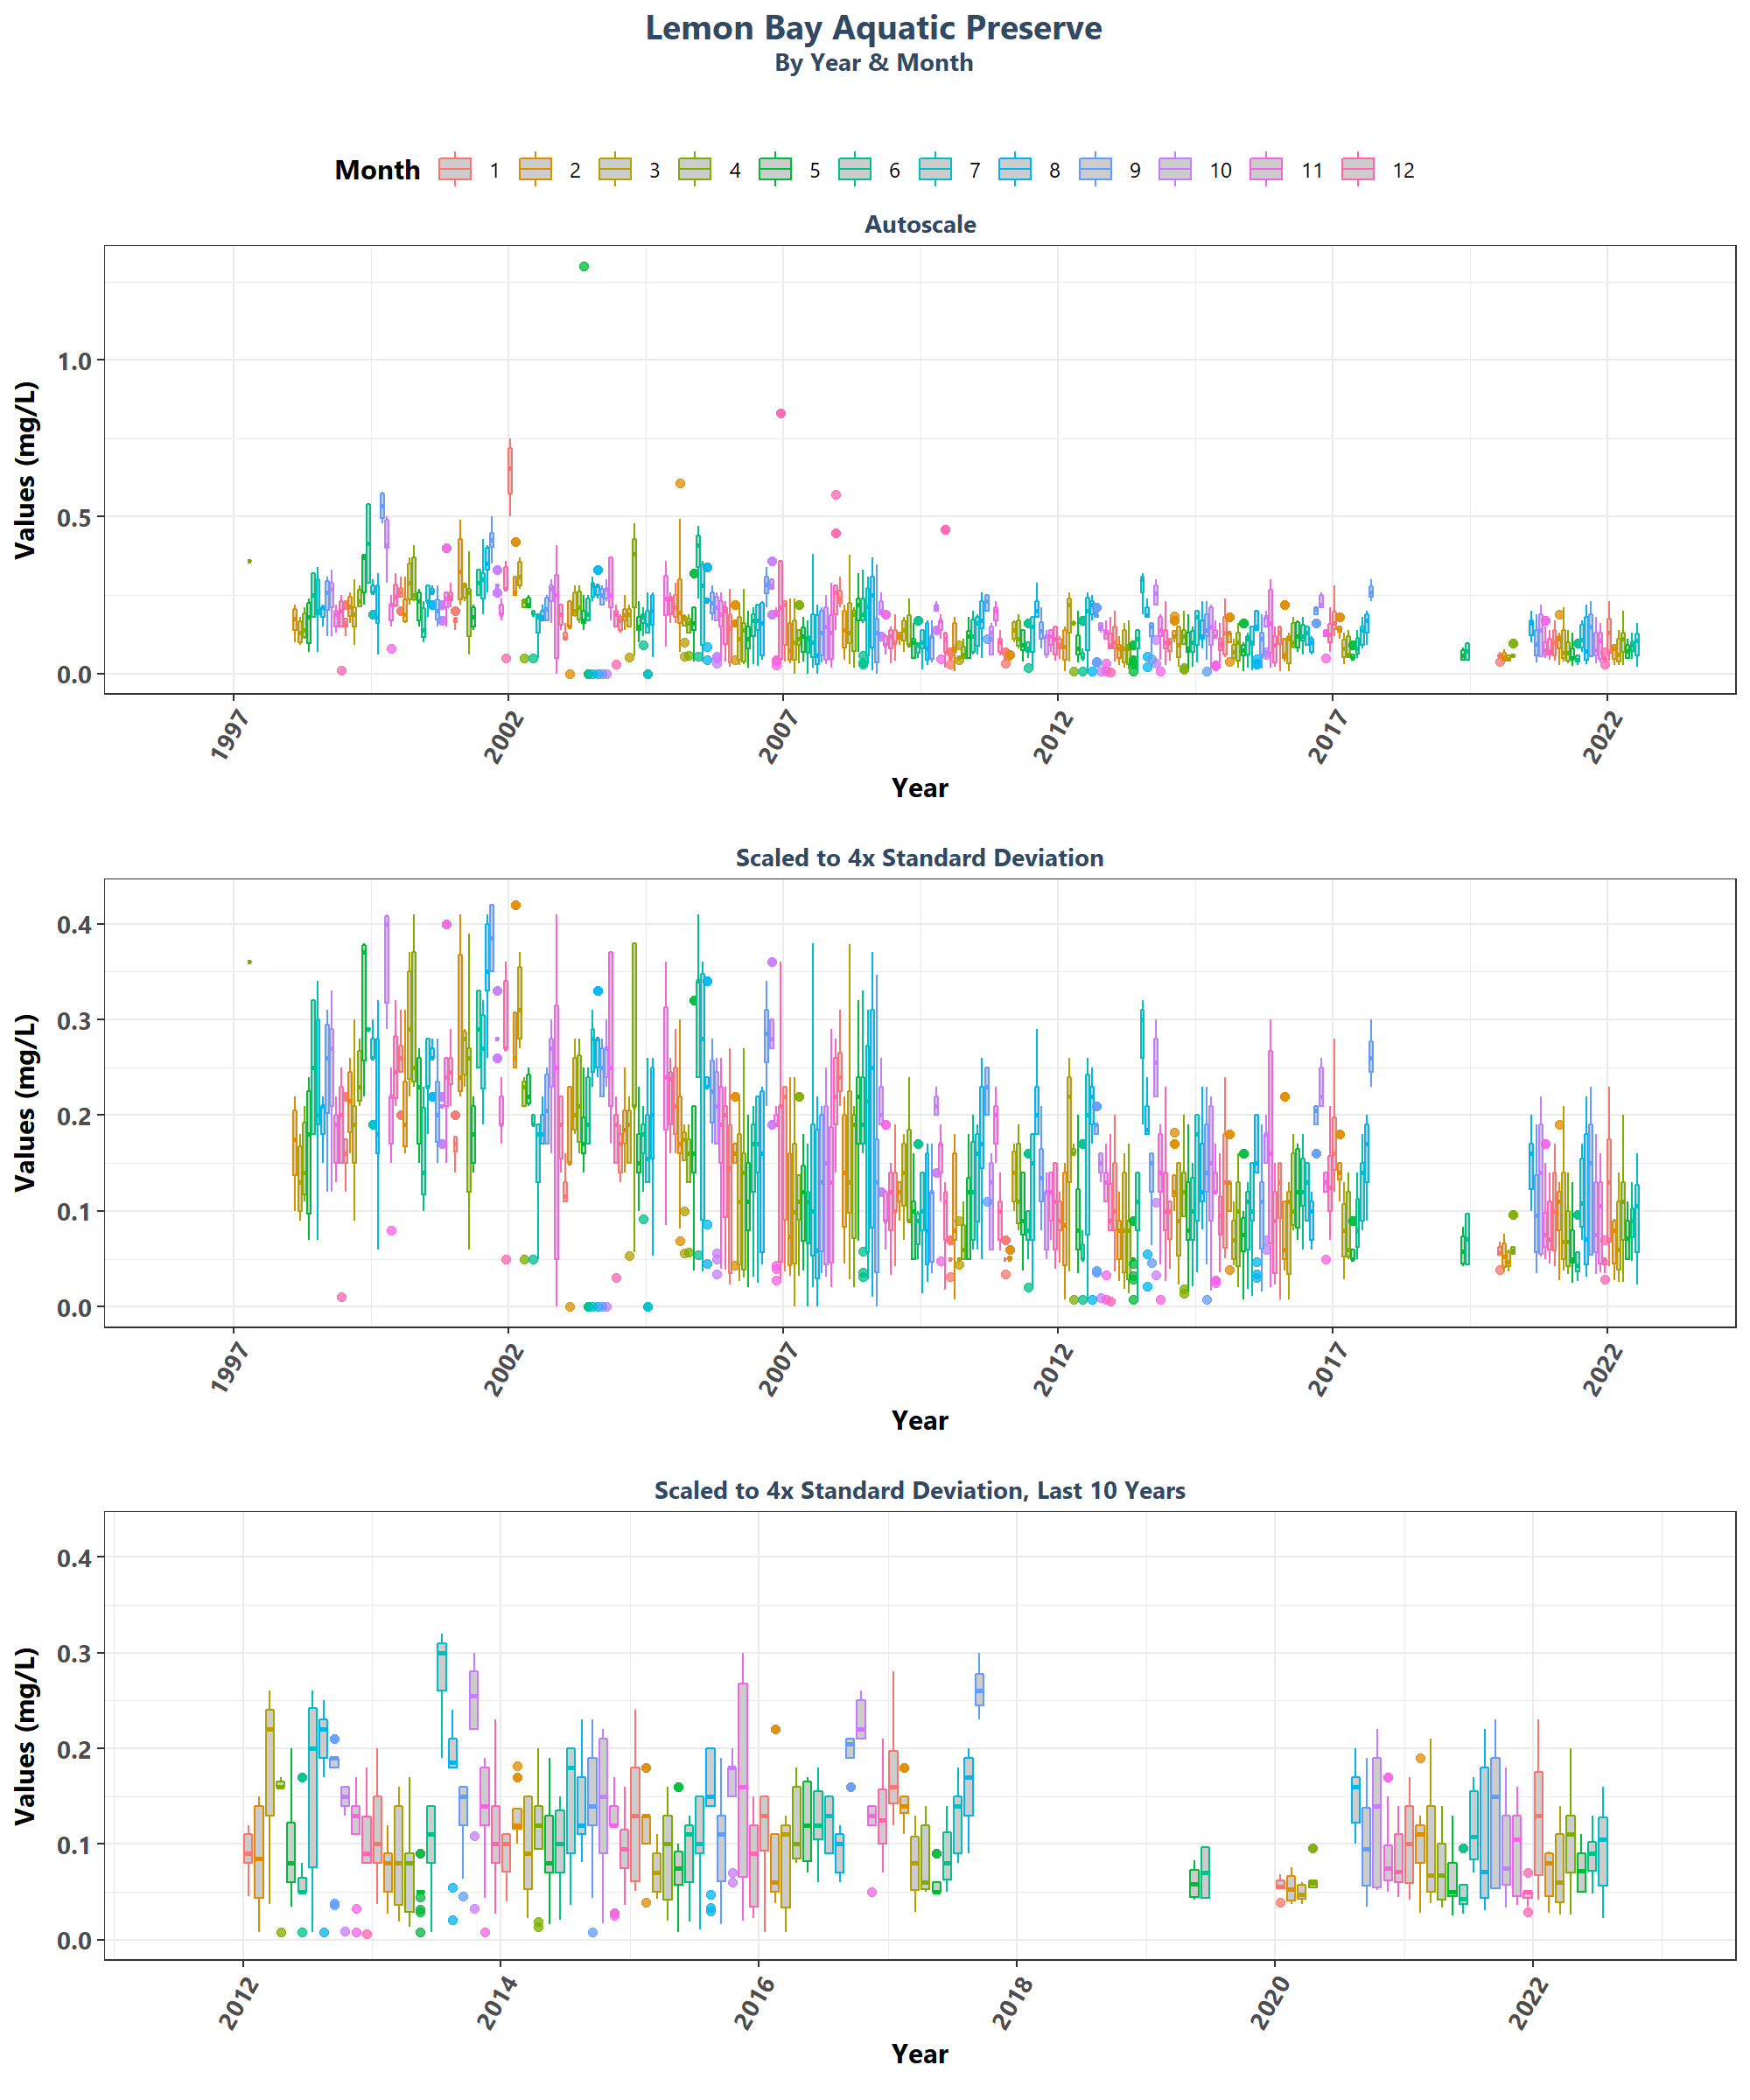 Lemon Bay Aquatic Preserve
By Year & Month
Month 1 2 3 4 5 6 7 8 9 10 11 12
Autoscale
Values (mg/L)
1.0
0.5
0.0
1997 2002 2007 2012 2017 2022
Year
Scaled to 4x Standard Deviation
Values (mg/L)
0.4
0.3
0.2
0.1
0.0
1997 2002 2007 2012 2017 2022
Year
Scaled to 4x Standard Deviation, Last 10 Years
Values (mg/L)
0.4
0.3
0.2
0.1
0.0
2012 2014 2016 2018 2020 2022
Year